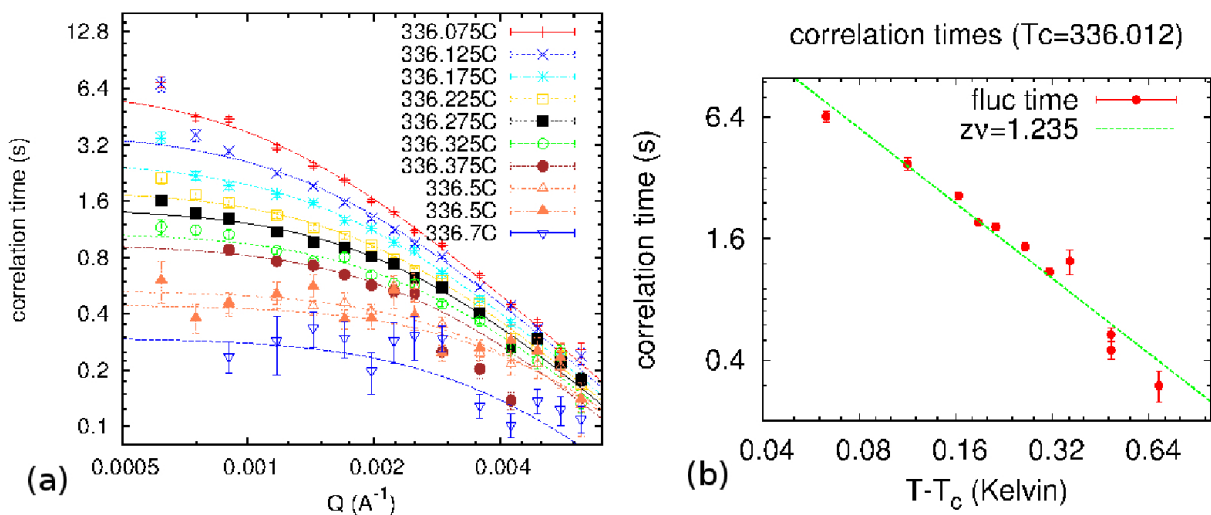 12.8
6.4
3.2
1.6
0.8
0.4
0.2
0.1
correlation time (s)
336.075C
336.125C
336.175C
336.225C
336.275C
336.325C
336.375C
336.5C
336.5C
336.7C
0.0005
0.001
0.002
0.004
Q (A⁻¹)
(a)
correlation times (Tc=336.012)
fluc time
zν=1.235
6.4
1.6
0.4
correlation time (s)
0.04
0.08
0.16
0.32
0.64
T-Tc (Kelvin)
(b)